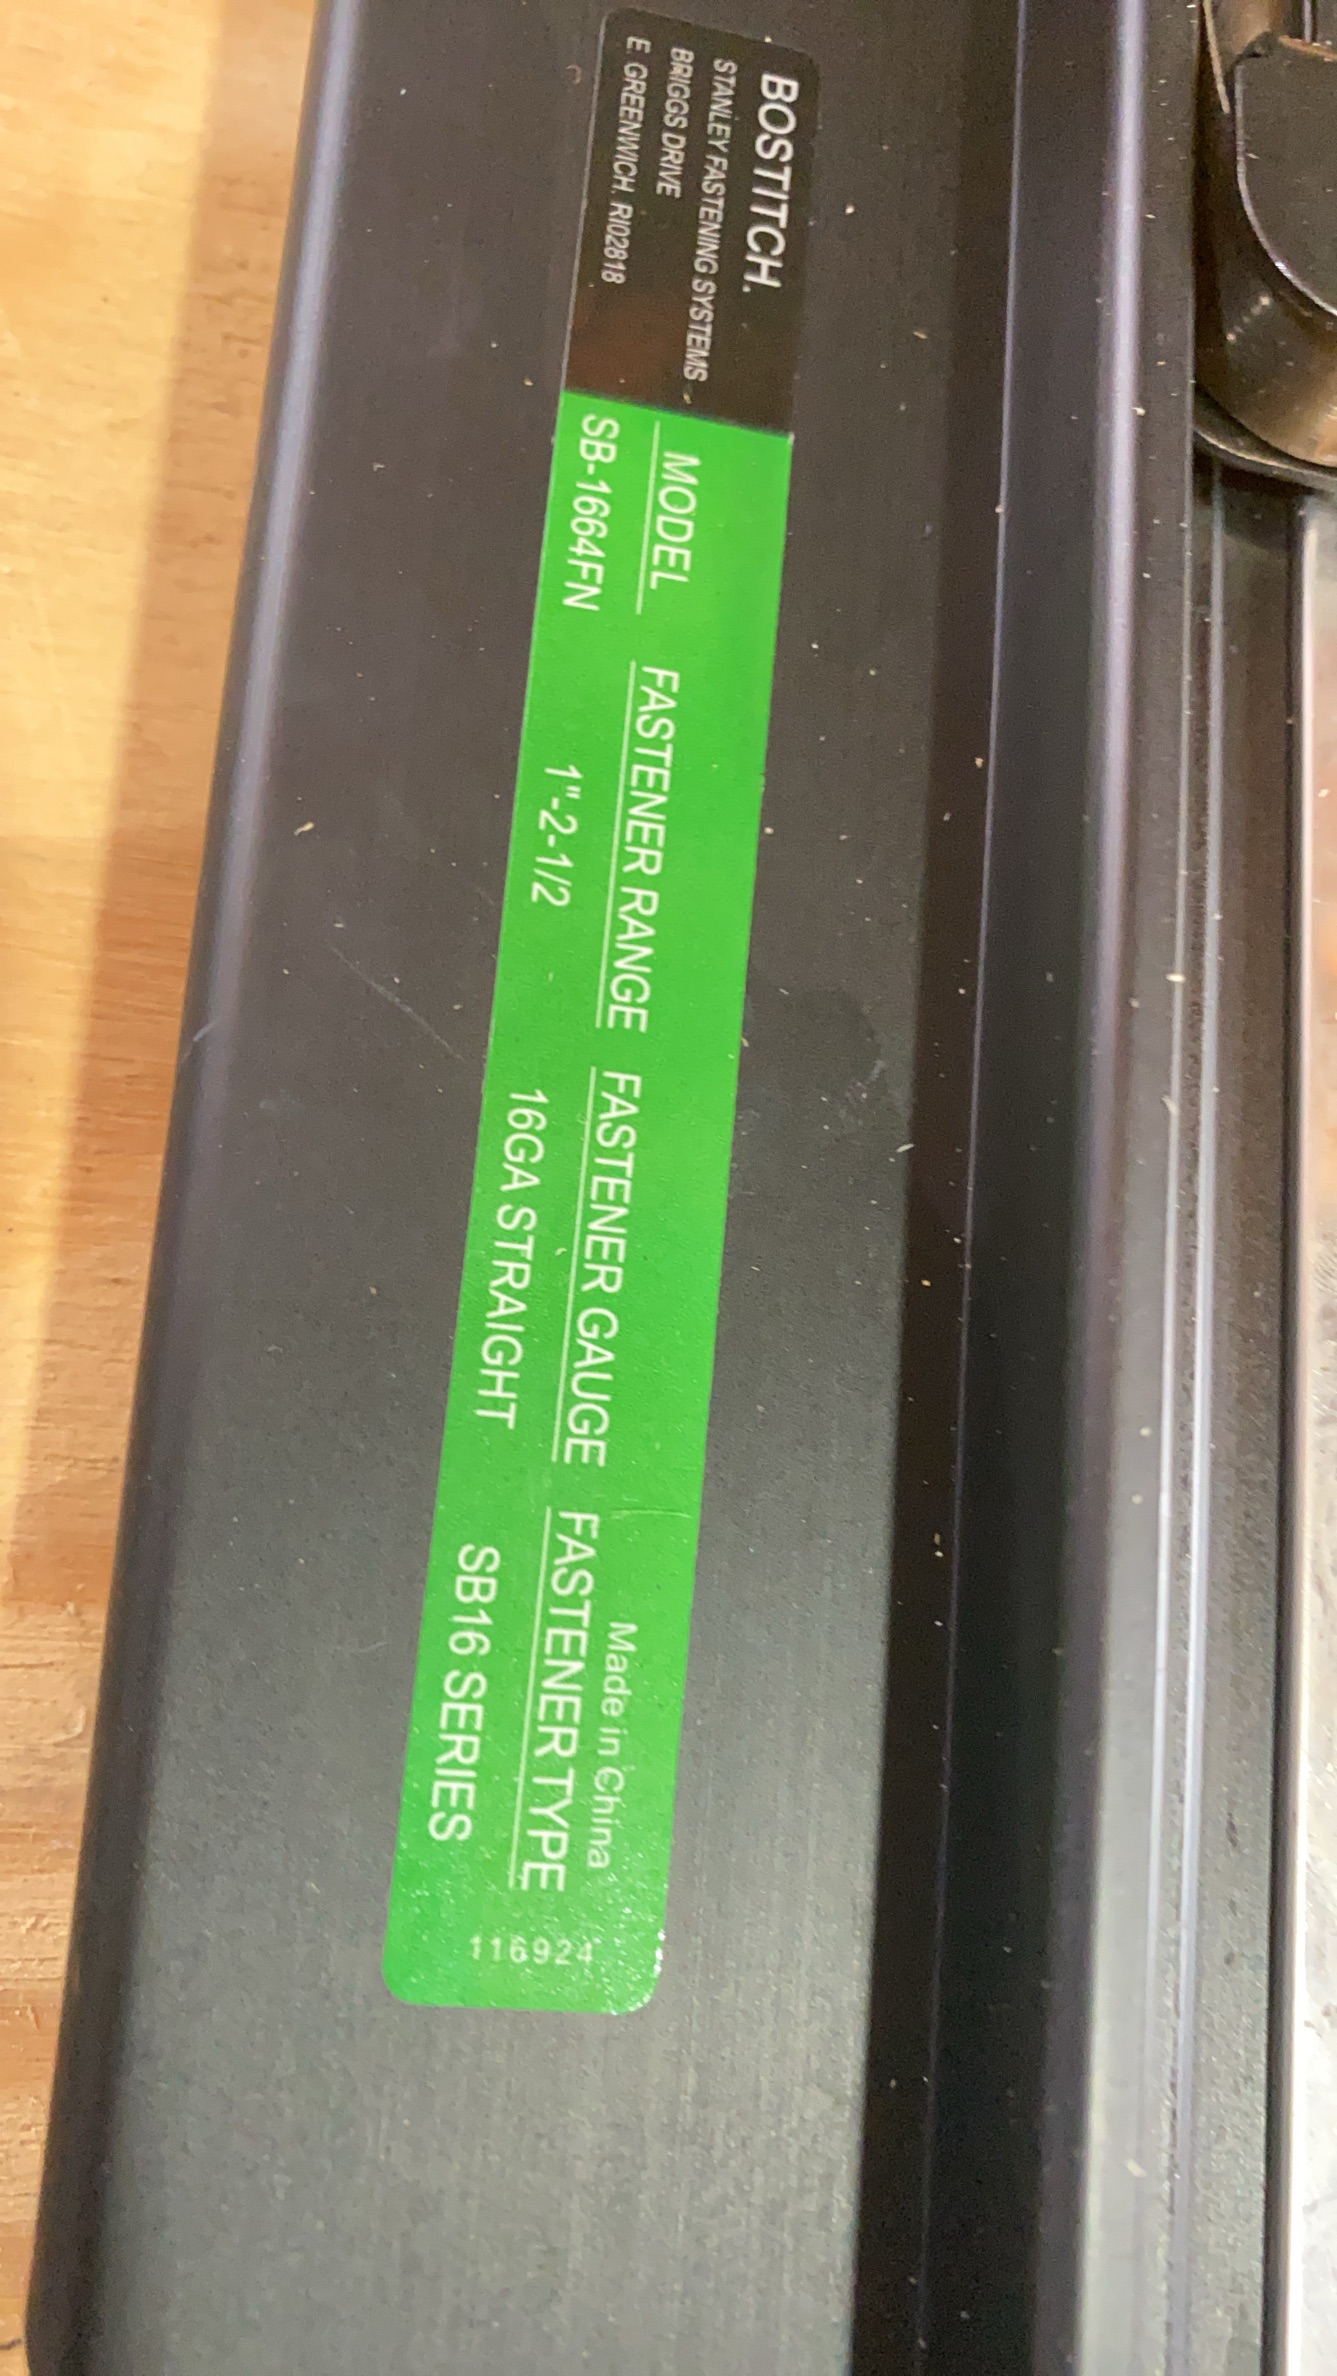 BOSTITCH.
STANLEY FASTENING SYSTEMS
BRIGGS DRIVE
E. GREENWICH. RI02818
Made in China
MODEL FASTENER RANGE FASTENER GAUGE FASTENER TYPE
SB-1664FN 1"-2-1/2 16GA STRAIGHT SB16 SERIES
116924